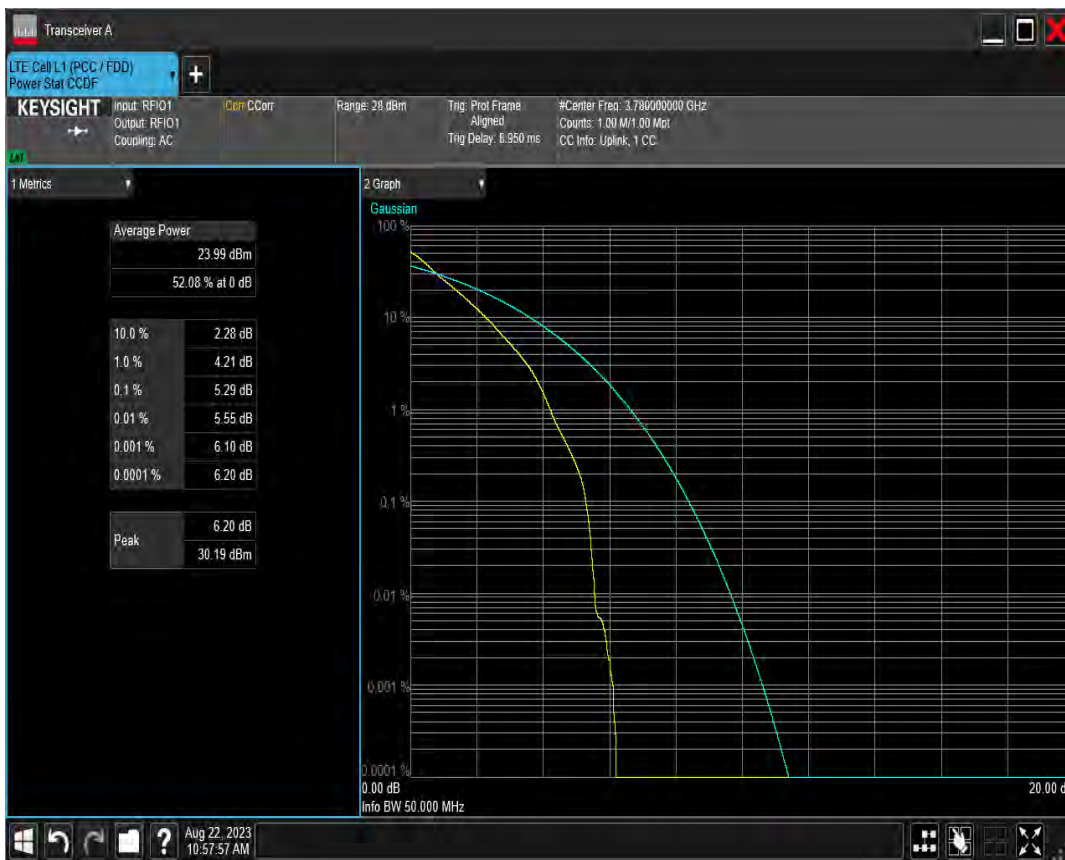 Transceiver A
LTE Cell L1 (PCC / FDD)
Power Stat CCDF
+
KEYSIGHT
LXI
Input: RFIO1
Output: RFIO1
Coupling: AC
Corr CCorr
Range: 28 dBm
Trig: Prot Frame
Aligned
Trig Delay: 8.950 ms
#Center Freq: 3.780000000 GHz
Counts: 1.00 M/1.00 Mpt
CC Info: Uplink, 1 CC
1 Metrics
Average Power
23.99 dBm
52.08 % at 0 dB
10.0 % 2.28 dB
1.0 % 4.21 dB
0.1 % 5.29 dB
0.01 % 5.55 dB
0.001 % 6.10 dB
0.0001 % 6.20 dB
Peak
6.20 dB
30.19 dBm
2 Graph
Gaussian
100 %
10 %
1 %
0.1 %
0.01 %
0.001 %
0.0001 %
0.00 dB
20.00 d
Info BW 50.000 MHz
?
Aug 22, 2023
10:57:57 AM